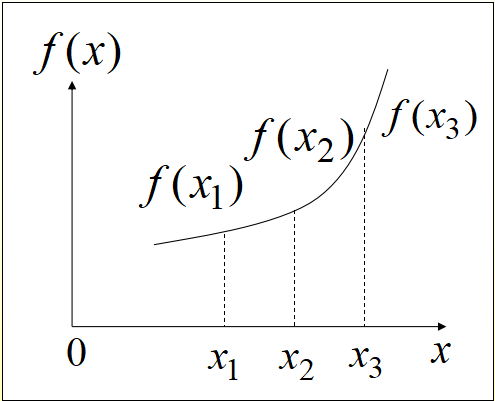 f(x)
f(x₃)
f(x₂)
f(x₁)
0
x₁
x₂
x₃
x